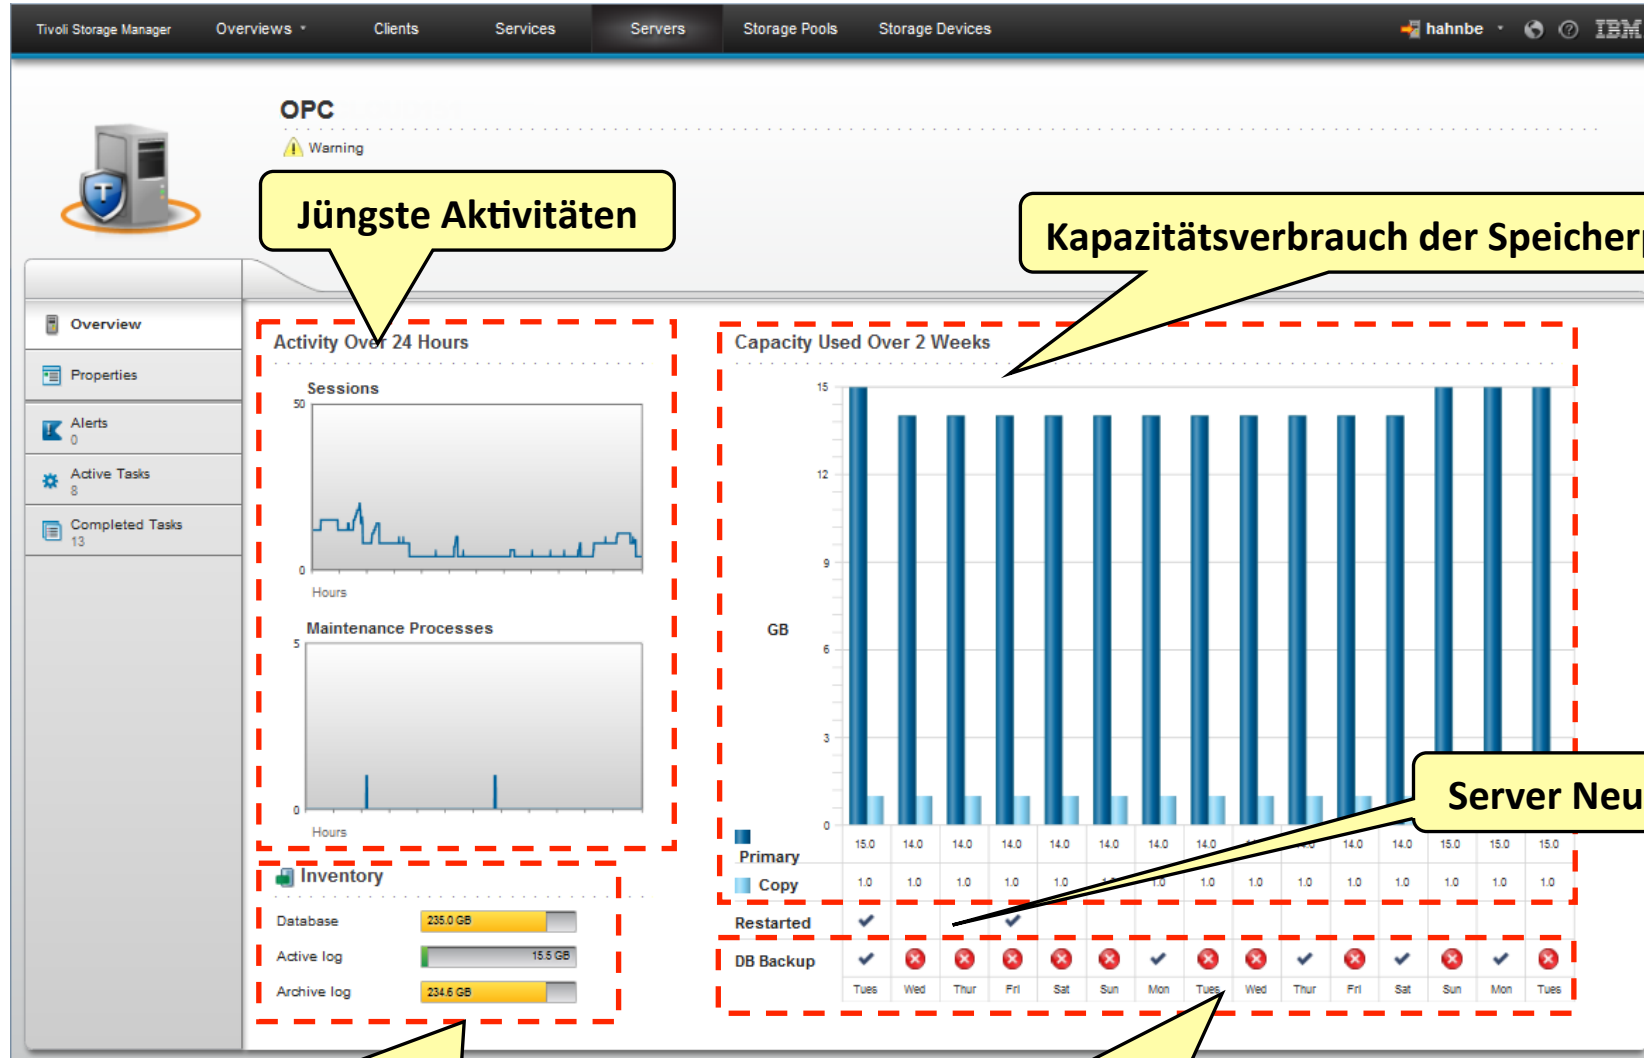 Tivoli Storage Manager Overviews Clients Services Servers Storage Pools Storage Devices hahnbe IBM
OPC
Warning
Jüngste Aktivitäten
Kapazitätsverbrauch der Speicherp
Overview
Properties
Alerts
0
Active Tasks
8
Completed Tasks
13
Activity Over 24 Hours
Sessions
50
0
Hours
Maintenance Processes
5
0
Hours
Inventory
Database 235.0 GB
Active log 15.5 GB
Archive log 234.6 GB
Capacity Used Over 2 Weeks
15
12
9
GB
6
3
0
Server Neu
Primary 15.0 14.0 14.0 14.0 14.0 14.0 14.0 14.0 14.0 14.0 15.0 15.0 15.0
Copy 1.0 1.0 1.0 1.0 1.0 1.0 1.0 1.0 1.0 1.0 1.0 1.0 1.0
Restarted
DB Backup
Tues Wed Thur Fri Sat Sun Mon Tues Wed Thur Fri Sat Sun Mon Tues